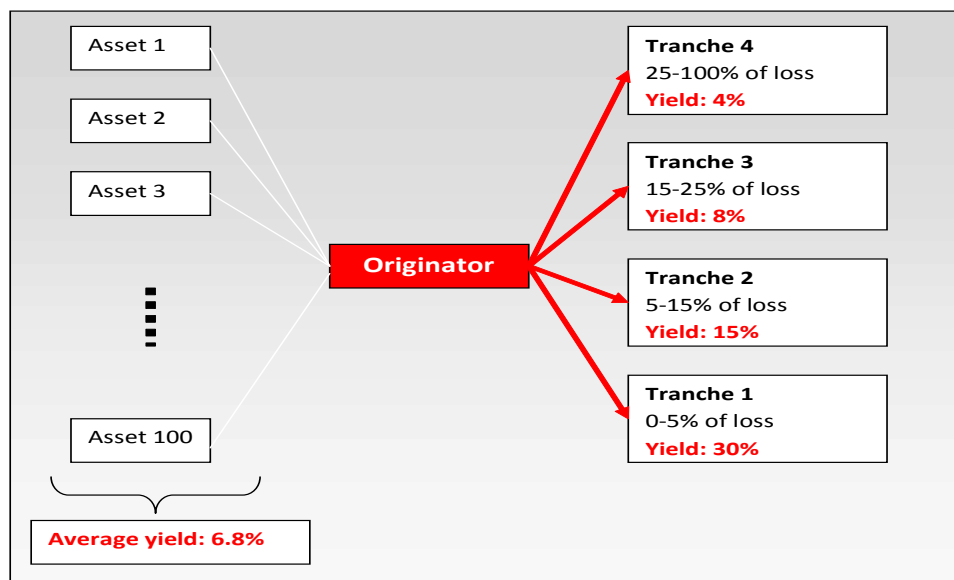 Asset 1
Asset 2
Asset 3
Asset 100
Average yield: 6.8%
Originator
Tranche 4
25-100% of loss
Yield: 4%
Tranche 3
15-25% of loss
Yield: 8%
Tranche 2
5-15% of loss
Yield: 15%
Tranche 1
0-5% of loss
Yield: 30%